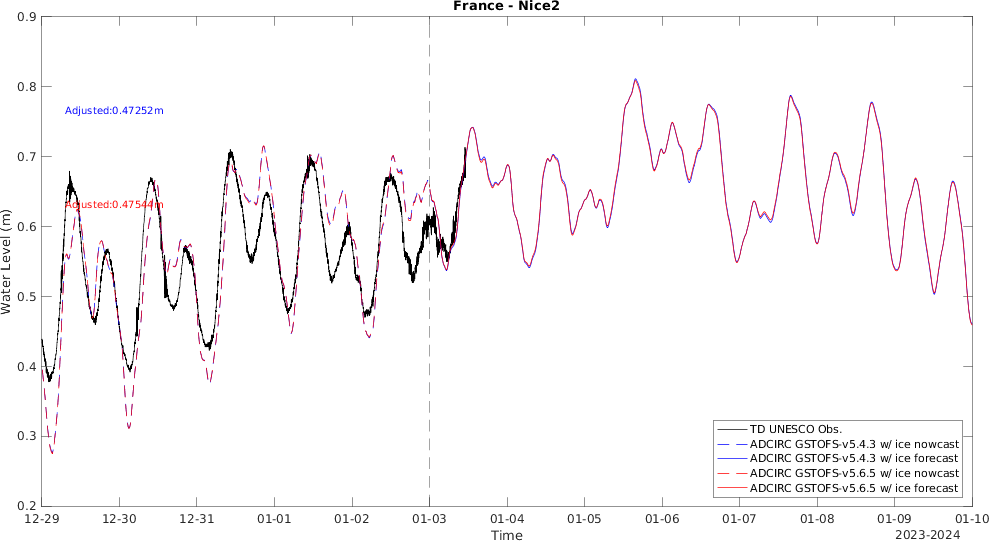 France - Nice2
0.9
0.8
0.7
0.6
0.5
0.4
0.3
0.2
Water Level (m)
Adjusted:0.47252m
Adjusted:0.47544m
TD UNESCO Obs.
ADCIRC GSTOFS-v5.4.3 w/ ice nowcast
ADCIRC GSTOFS-v5.4.3 w/ ice forecast
ADCIRC GSTOFS-v5.6.5 w/ ice nowcast
ADCIRC GSTOFS-v5.6.5 w/ ice forecast
12-29 12-30 12-31 01-01 01-02 01-03 01-04 01-05 01-06 01-07 01-08 01-09 01-10
Time
2023-2024